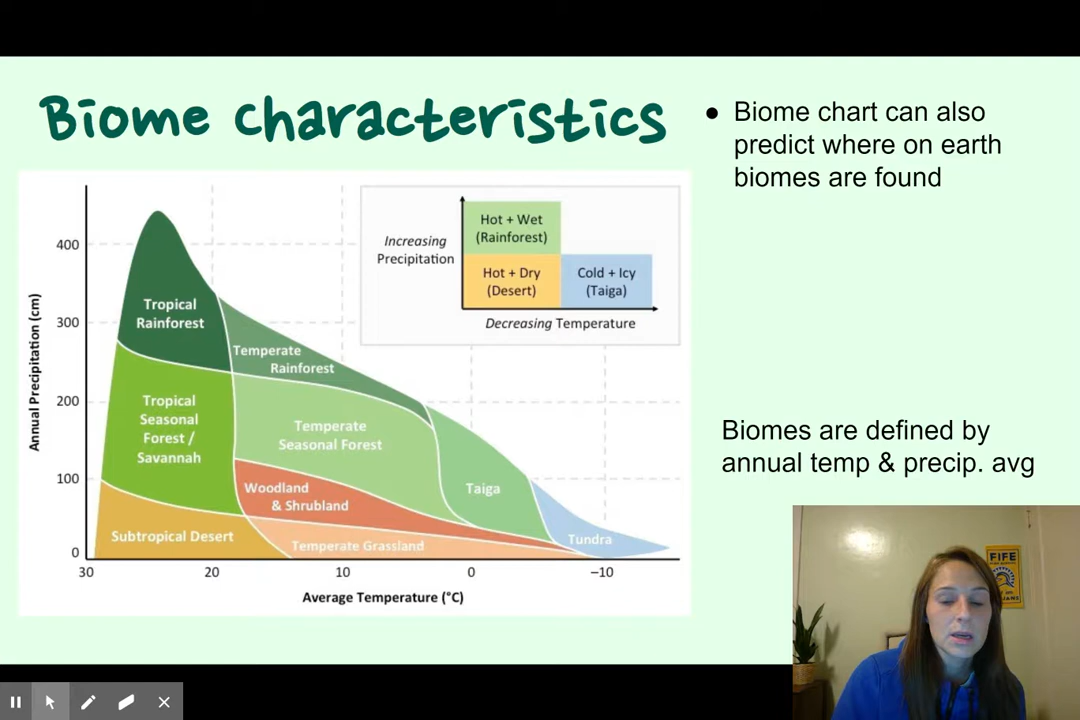 Biome characteristics
● Biome chart can also
predict where on earth
biomes are found
Biomes are defined by
annual temp & precip. avg
Annual Precipitation (cm)
400
300
200
100
0
30
20
10
0
−10
Average Temperature (°C)
Tropical
Rainforest
Temperate
Rainforest
Tropical
Seasonal
Forest /
Savannah
Temperate
Seasonal Forest
Woodland
& Shrubland
Taiga
Subtropical Desert
Temperate Grassland
Tundra
Increasing
Precipitation
Hot + Wet
(Rainforest)
Hot + Dry
(Desert)
Cold + Icy
(Taiga)
Decreasing Temperature
FIFE